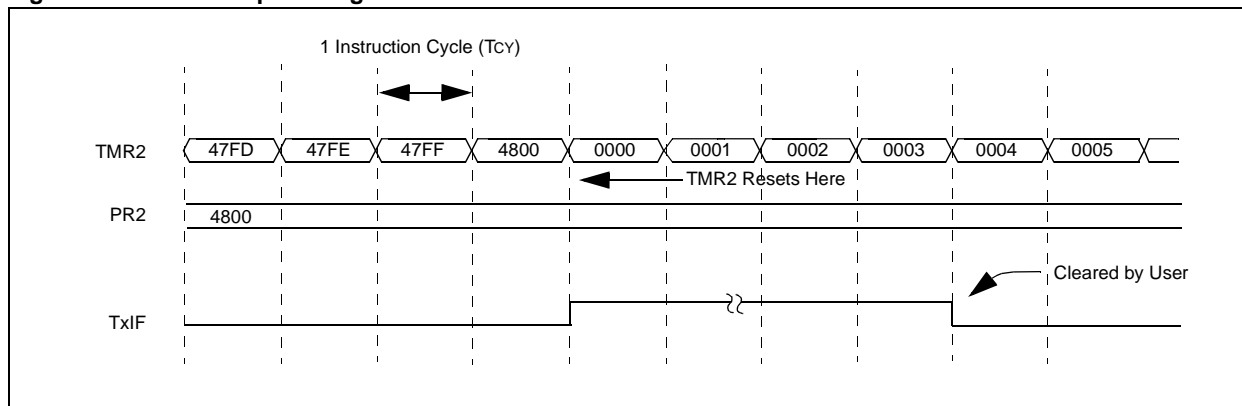 1 Instruction Cycle (TCY)
TMR2 47FD 47FE 47FF 4800 0000 0001 0002 0003 0004 0005
TMR2 Resets Here
PR2 4800
Cleared by User
TxIF